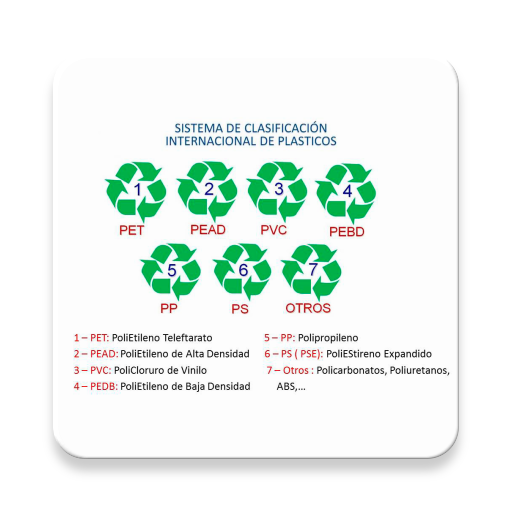 SISTEMA DE CLASIFICACIÓN
INTERNACIONAL DE PLASTICOS
1 2 3 4
PET PEAD PVC PEBD
5 6 7
PP PS OTROS
1 – PET: PoliEtileno Teleftarato
2 – PEAD: PoliEtileno de Alta Densidad
3 – PVC: PoliCloruro de Vinilo
4 – PEDB: PoliEtileno de Baja Densidad
5 – PP: Polipropileno
6 – PS ( PSE): PoliEStireno Expandido
7 – Otros : Policarbonatos, Poliuretanos,
ABS,...